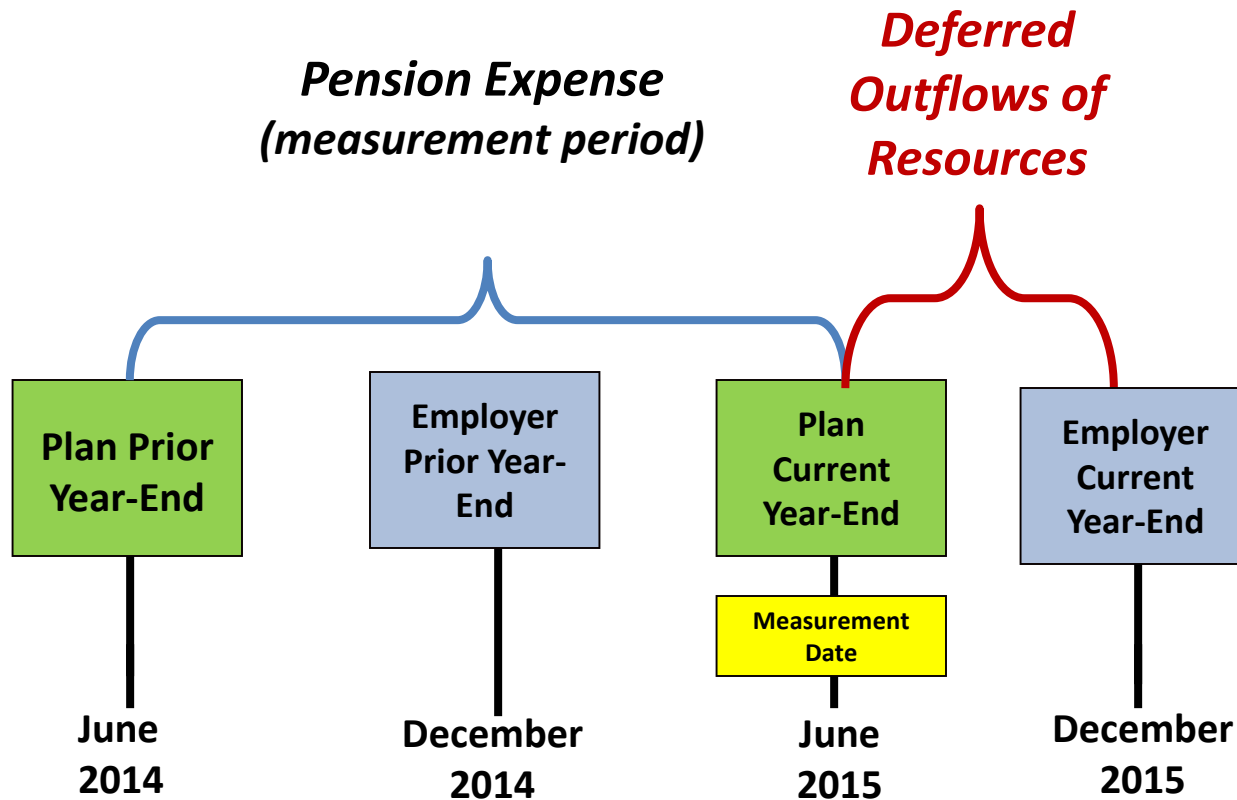 Pension Expense
(measurement period)
Deferred
Outflows of
Resources
Plan Prior
Year-End
Employer
Prior Year-
End
Plan
Current
Year-End
Employer
Current
Year-End
Measurement
Date
June
2014
December
2014
June
2015
December
2015